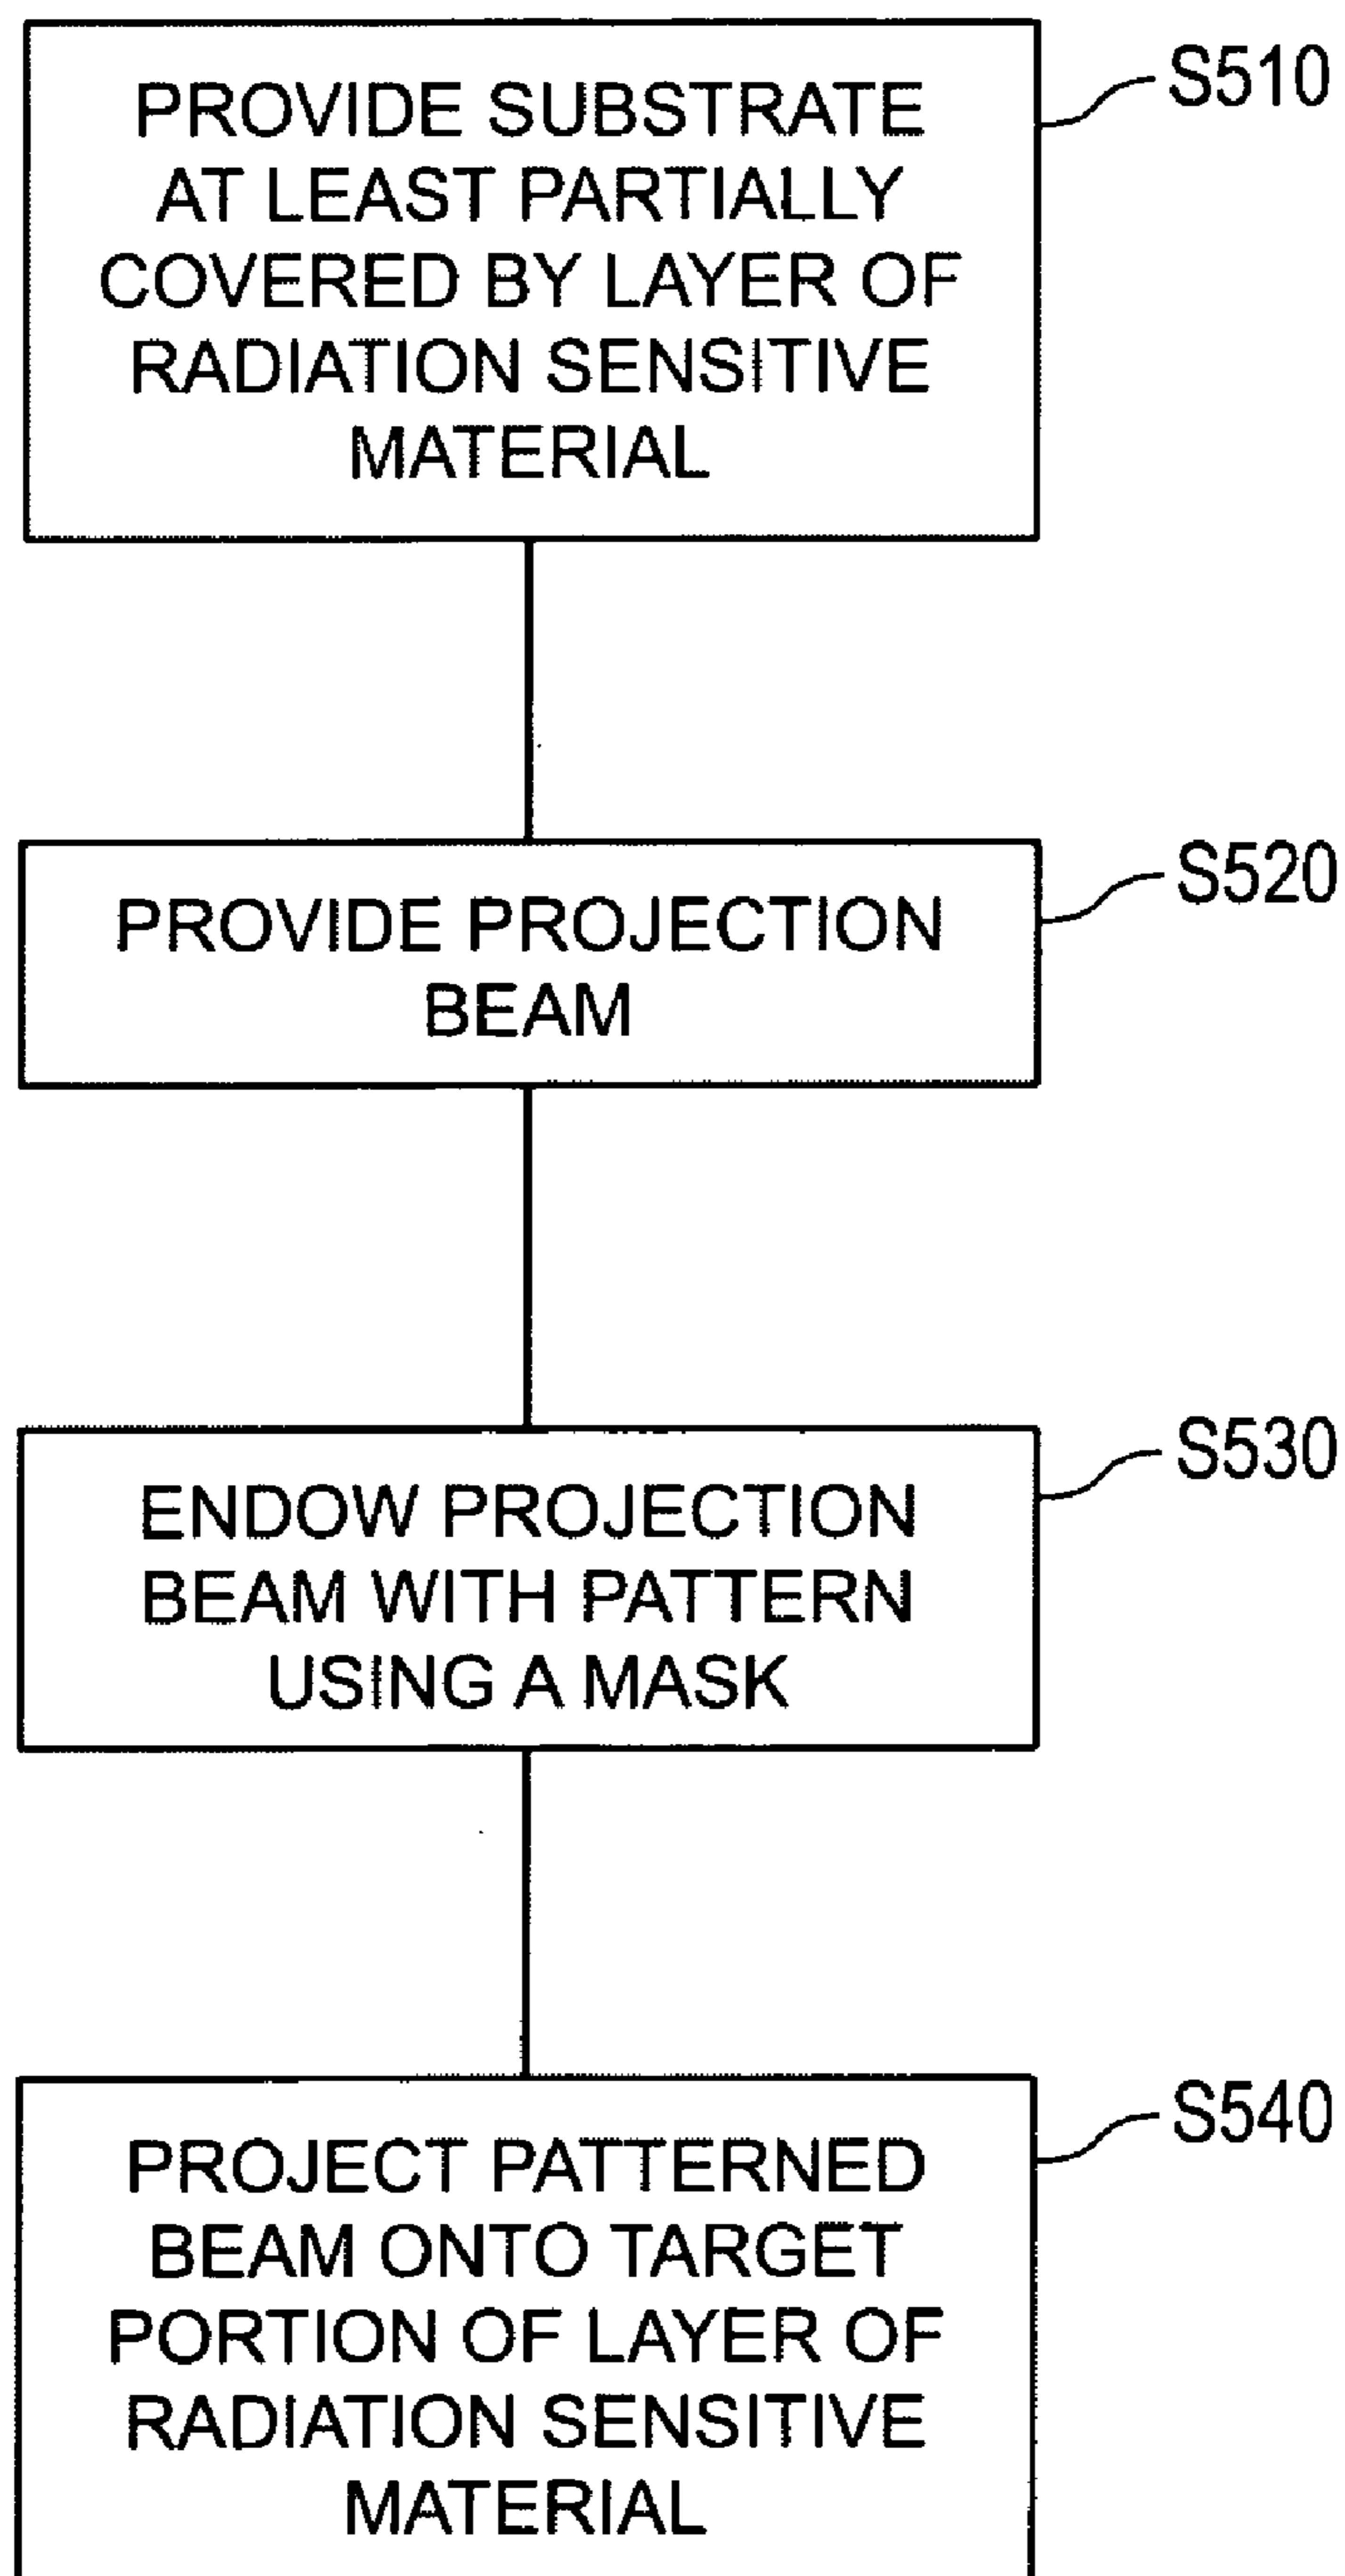 PROVIDE SUBSTRATE
AT LEAST PARTIALLY
COVERED BY LAYER OF
RADIATION SENSITIVE
MATERIAL
S510
PROVIDE PROJECTION
BEAM
S520
ENDOW PROJECTION
BEAM WITH PATTERN
USING A MASK
S530
PROJECT PATTERNED
BEAM ONTO TARGET
PORTION OF LAYER OF
RADIATION SENSITIVE
MATERIAL
S540